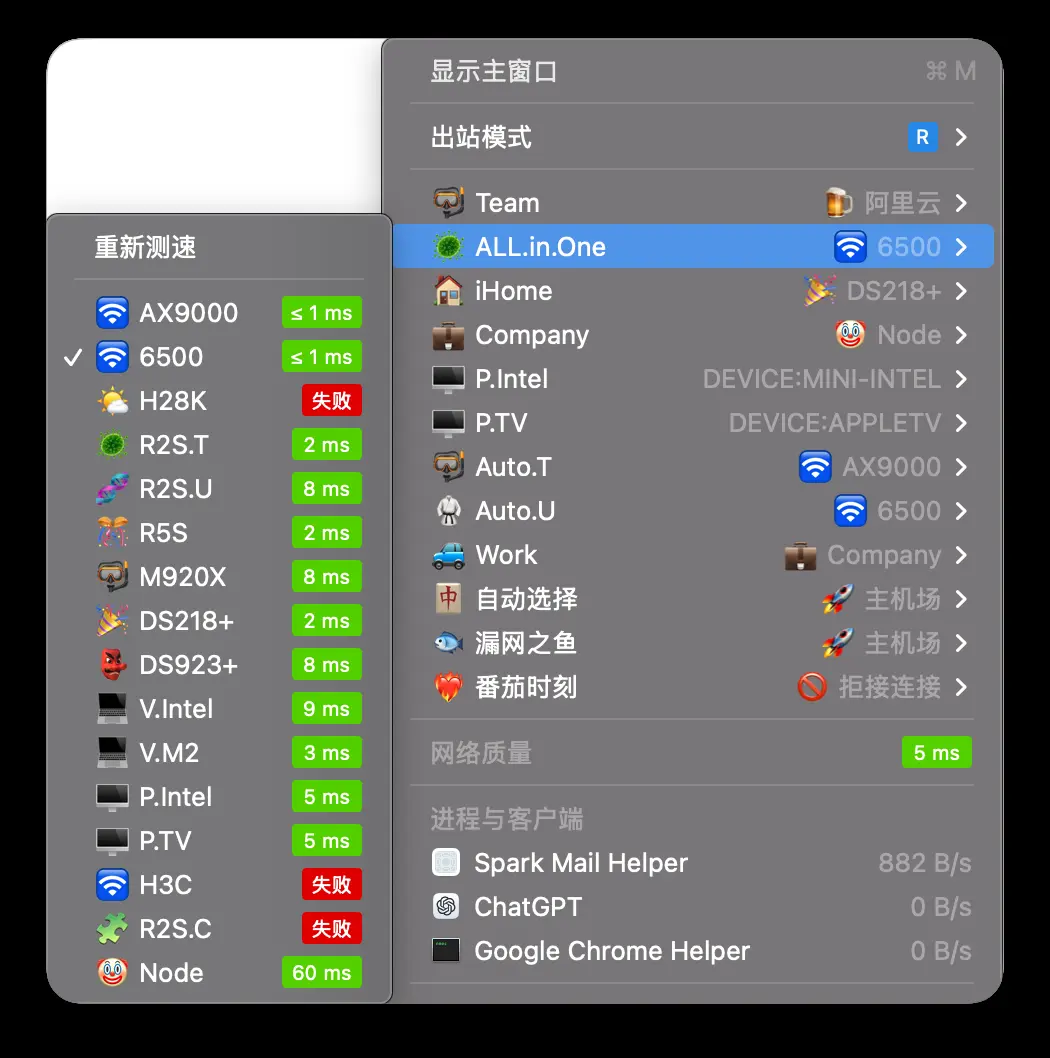 显示主窗口 ⌘ M
出站模式 R
Team 阿里云
ALL.in.One 6500
iHome DS218+
Company Node
P.Intel DEVICE:MINI-INTEL
P.TV DEVICE:APPLETV
Auto.T AX9000
Auto.U 6500
Work Company
中 自动选择 主机场
漏网之鱼 主机场
番茄时刻 拒接连接
网络质量 5 ms
进程与客户端
Spark Mail Helper 882 B/s
ChatGPT 0 B/s
Google Chrome Helper 0 B/s
重新测速
AX9000 ≤ 1 ms
6500 ≤ 1 ms
H28K 失败
R2S.T 2 ms
R2S.U 8 ms
R5S 2 ms
M920X 8 ms
DS218+ 2 ms
DS923+ 8 ms
V.Intel 9 ms
V.M2 3 ms
P.Intel 5 ms
P.TV 5 ms
H3C 失败
R2S.C 失败
Node 60 ms